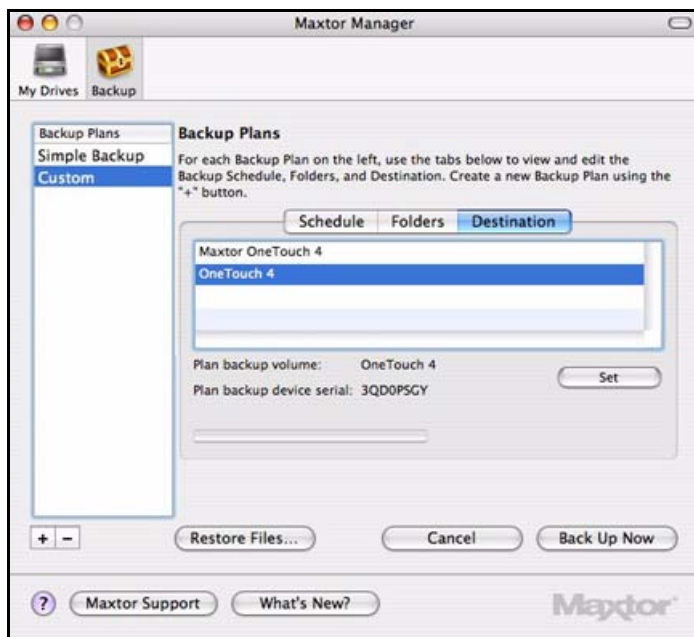 Maxtor Manager
My Drives
Backup
Backup Plans
Simple Backup
Custom
Backup Plans
For each Backup Plan on the left, use the tabs below to view and edit the
Backup Schedule, Folders, and Destination. Create a new Backup Plan using the
"+" button.
Schedule
Folders
Destination
Maxtor OneTouch 4
OneTouch 4
Plan backup volume: OneTouch 4
Plan backup device serial: 3QD0PSGY
Set
+ −
Restore Files...
Cancel
Back Up Now
?
Maxtor Support
What's New?
Maxtor